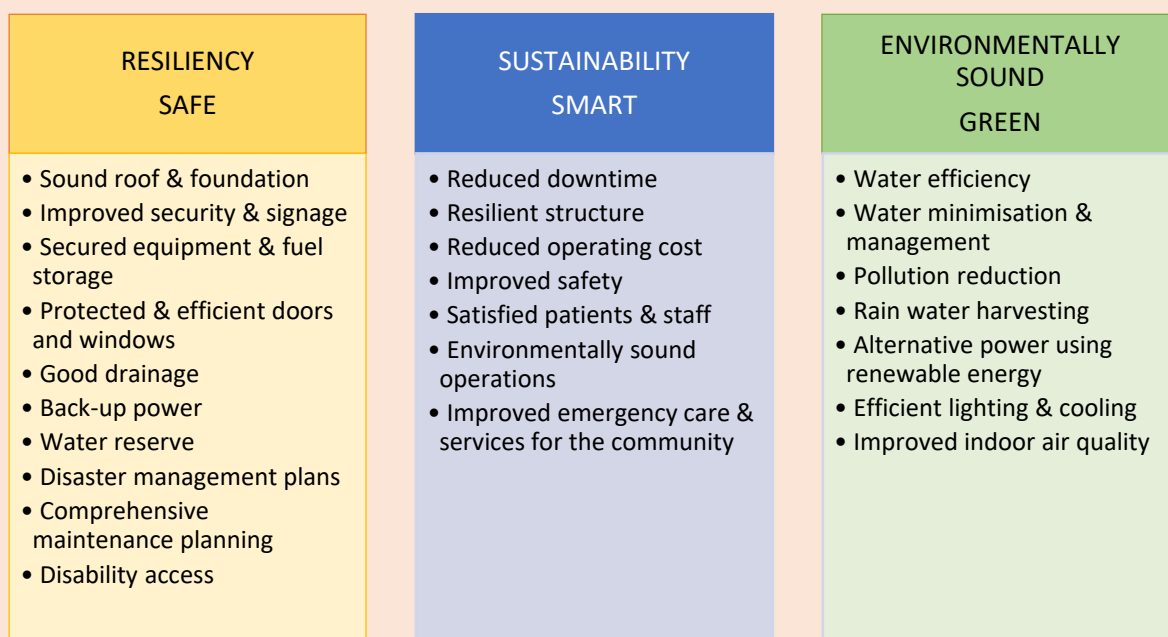 RESILIENCY
SAFE
• Sound roof & foundation
• Improved security & signage
• Secured equipment & fuel
storage
• Protected & efficient doors
and windows
• Good drainage
• Back-up power
• Water reserve
• Disaster management plans
• Comprehensive
maintenance planning
• Disability access
SUSTAINABILITY
SMART
• Reduced downtime
• Resilient structure
• Reduced operating cost
• Improved safety
• Satisfied patients & staff
• Environmentally sound
operations
• Improved emergency care &
services for the community
ENVIRONMENTALLY
SOUND
GREEN
• Water efficiency
• Water minimisation &
management
• Pollution reduction
• Rain water harvesting
• Alternative power using
renewable energy
• Efficient lighting & cooling
• Improved indoor air quality